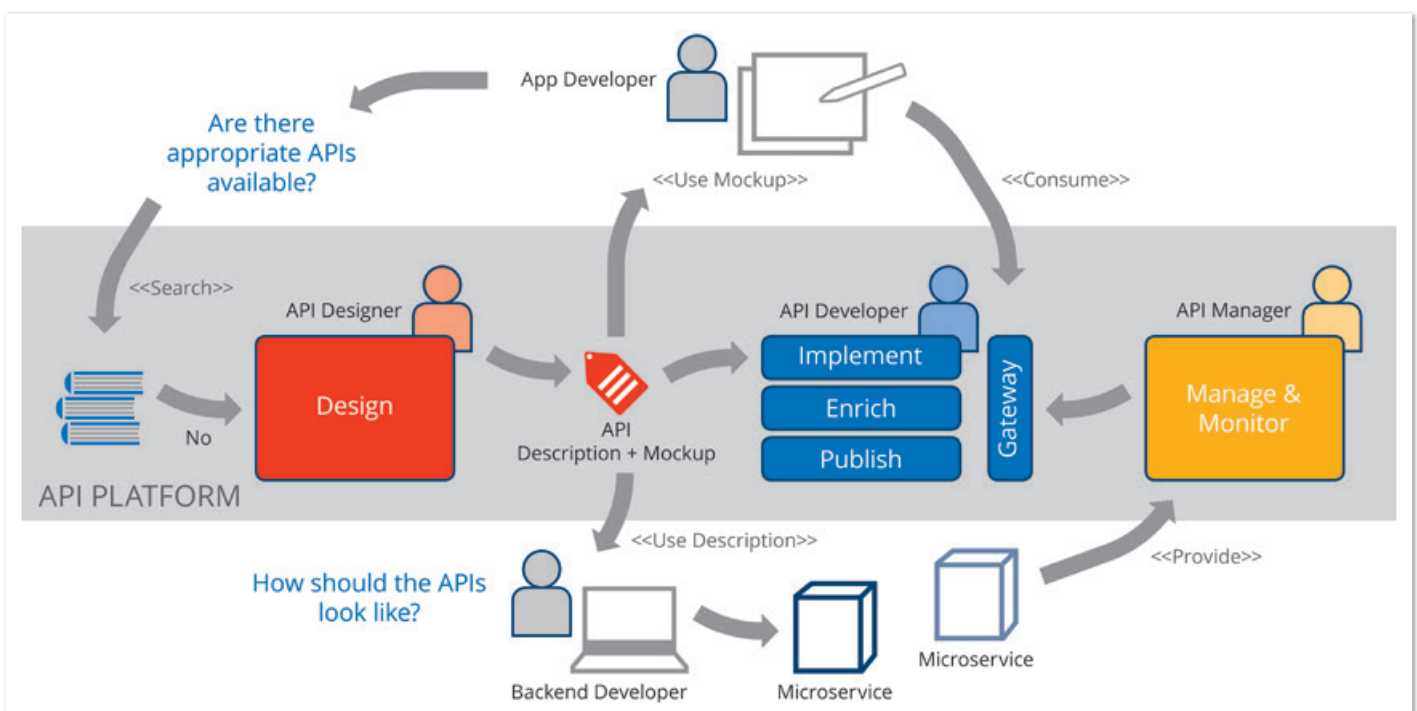 App Developer
Are there
appropriate APIs
available?
<<Use Mockup>>
<<Consume>>
<<Search>>
API Designer
API Developer
API Manager
Design
Implement
Enrich
Publish
Gateway
Manage &
Monitor
No
API
Description + Mockup
API PLATFORM
<<Use Description>>
<<Provide>>
How should the APIs
look like?
Backend Developer
Microservice
Microservice